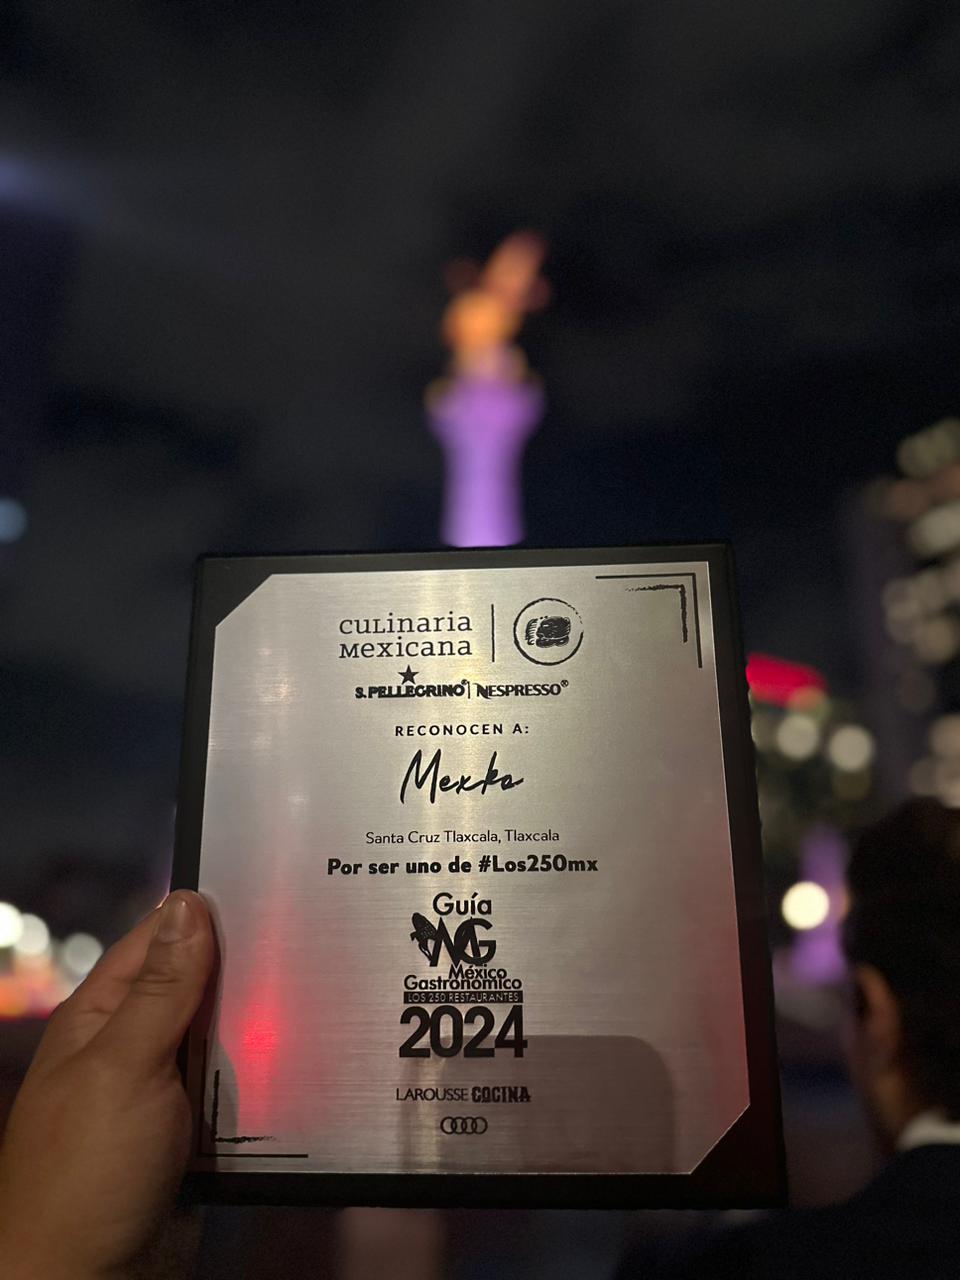 culinaria
mexicana
S.PELLEGRINO® | NESPRESSO®
RECONOCEN A:
Mexko
Santa Cruz Tlaxcala, Tlaxcala
Por ser uno de #Los250mx
Guía
MG
México
Gastronómico
LOS 250 RESTAURANTES
2024
LAROUSSE COCINA